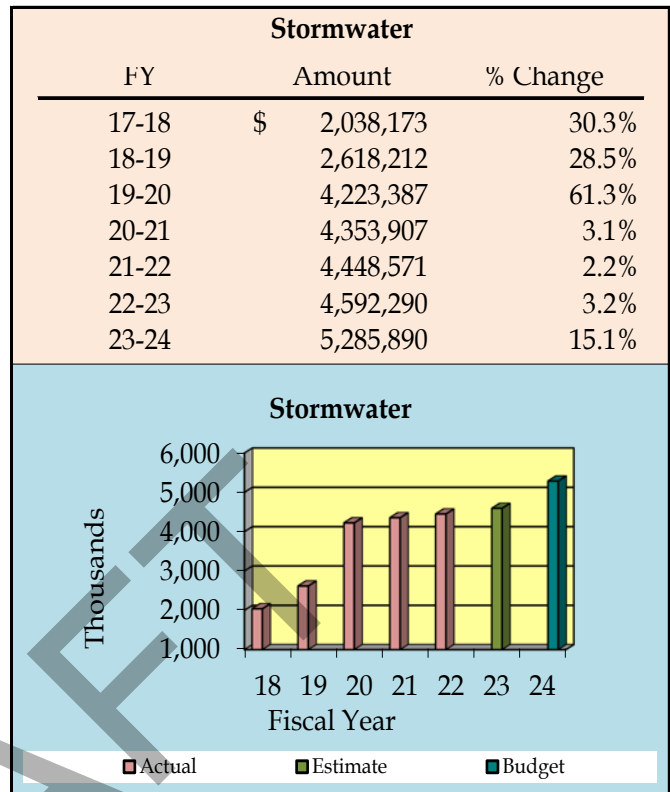 Stormwater
FY Amount % Change
17-18 $ 2,038,173 30.3%
18-19 2,618,212 28.5%
19-20 4,223,387 61.3%
20-21 4,353,907 3.1%
21-22 4,448,571 2.2%
22-23 4,592,290 3.2%
23-24 5,285,890 15.1%
Stormwater
6,000
5,000
4,000
3,000
2,000
1,000
Thousands
18 19 20 21 22 23 24
Fiscal Year
Actual Estimate Budget
FT